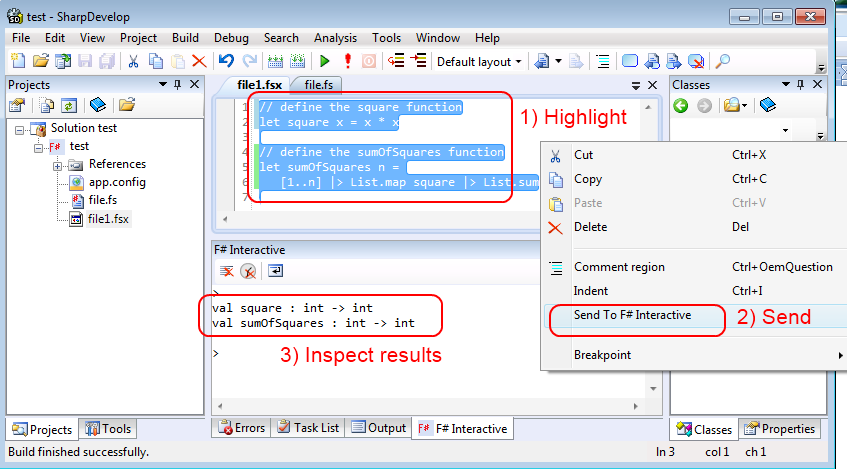 test - SharpDevelop
File Edit View Project Build Debug Search Analysis Tools Window Help
Default layout
Projects
Solution test
F# test
References
app.config
file.fs
file1.fsx
Projects
Tools
file1.fsx
file.fs
1 // define the square function
2 let square x = x * x
3
4 // define the sumOfSquares function
5 let sumOfSquares n =
6 [1..n] |> List.map square |> List.sum
7
1) Highlight
F# Interactive
>
val square : int -> int
val sumOfSquares : int -> int
>
3) Inspect results
Errors
Task List
Output
F# F# Interactive
Classes
Cut Ctrl+X
Copy Ctrl+C
Paste Ctrl+V
Delete Del
Comment region Ctrl+OemQuestion
Indent Ctrl+I
Send To F# Interactive
2) Send
Breakpoint
Classes
Properties
Build finished successfully.
ln 3 col 1 ch 1